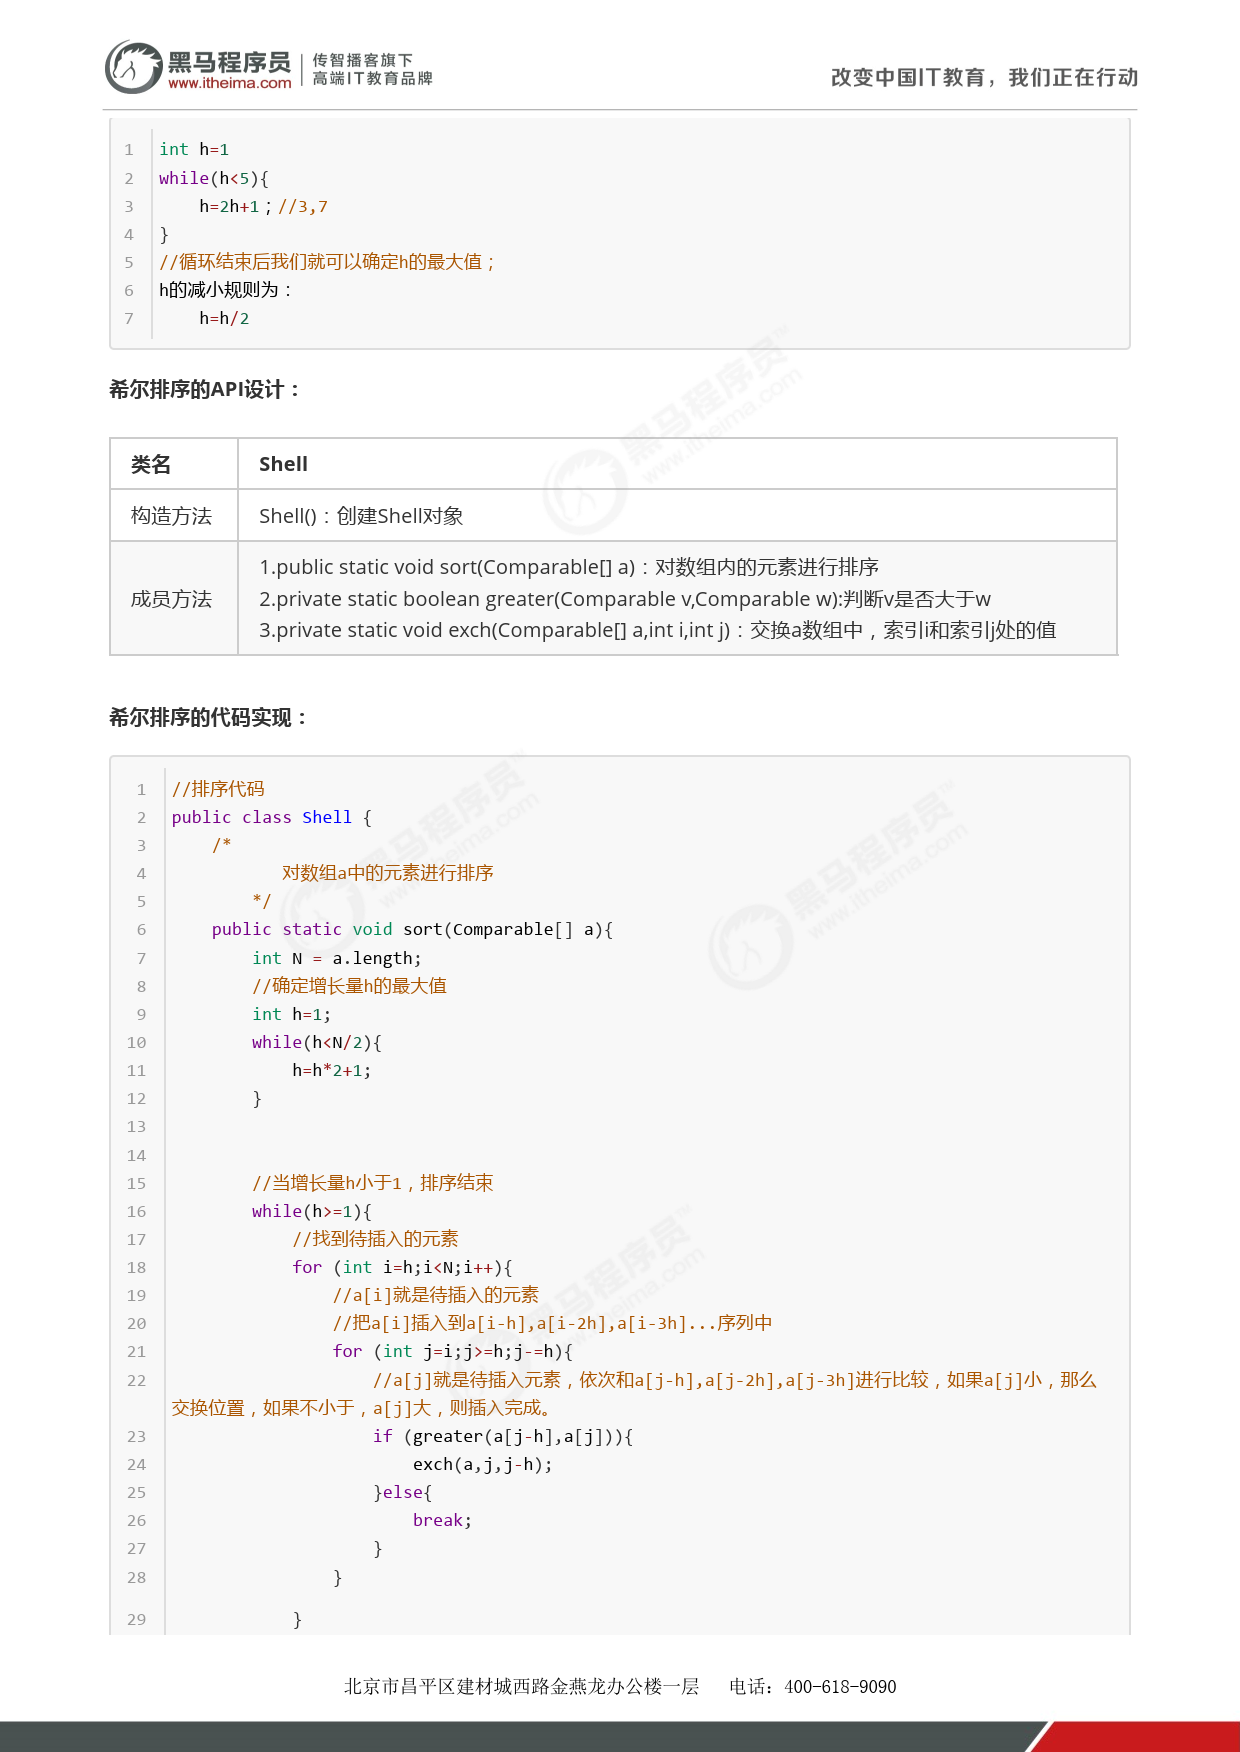 黑马程序员 传智播客旗下
www.itheima.com 高端IT教育品牌
改变中国IT教育，我们正在行动
1 int h=1
2 while(h<5){
3     h=2h+1；//3,7
4 }
5 //循环结束后我们就可以确定h的最大值；
6 h的减小规则为：
7     h=h/2
希尔排序的API设计：
类名 Shell
构造方法 Shell()：创建Shell对象
成员方法
1.public static void sort(Comparable[] a)：对数组内的元素进行排序
2.private static boolean greater(Comparable v,Comparable w):判断v是否大于w
3.private static void exch(Comparable[] a,int i,int j)：交换a数组中，索引i和索引j处的值
希尔排序的代码实现：
1 //排序代码
2 public class Shell {
3     /*
4            对数组a中的元素进行排序
5         */
6     public static void sort(Comparable[] a){
7         int N = a.length;
8         //确定增长量h的最大值
9         int h=1;
10         while(h<N/2){
11             h=h*2+1;
12         }
13
14
15         //当增长量h小于1，排序结束
16         while(h>=1){
17             //找到待插入的元素
18             for (int i=h;i<N;i++){
19                 //a[i]就是待插入的元素
20                 //把a[i]插入到a[i-h],a[i-2h],a[i-3h]...序列中
21                 for (int j=i;j>=h;j-=h){
22                     //a[j]就是待插入元素，依次和a[j-h],a[j-2h],a[j-3h]进行比较，如果a[j]小，那么
交换位置，如果不小于，a[j]大，则插入完成。
23                     if (greater(a[j-h],a[j])){
24                         exch(a,j,j-h);
25                     }else{
26                         break;
27                     }
28                 }
29             }
北京市昌平区建材城西路金燕龙办公楼一层 电话：400-618-9090